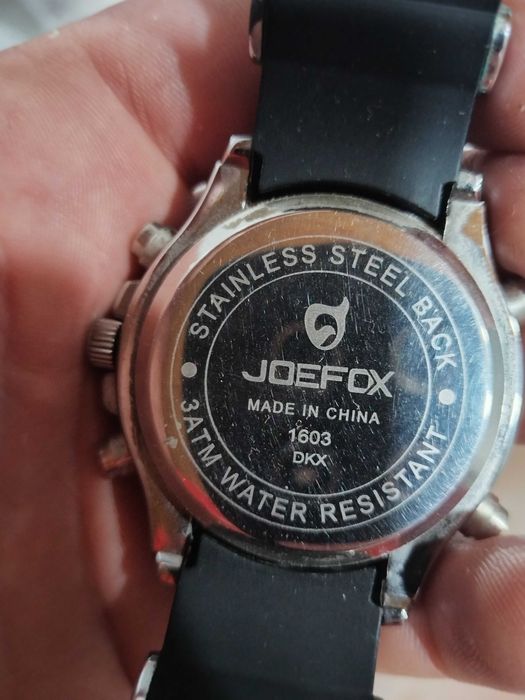 STAINLESS STEEL BACK
JOEFOX
MADE IN CHINA
1603
DKX
3ATM WATER RESISTANT